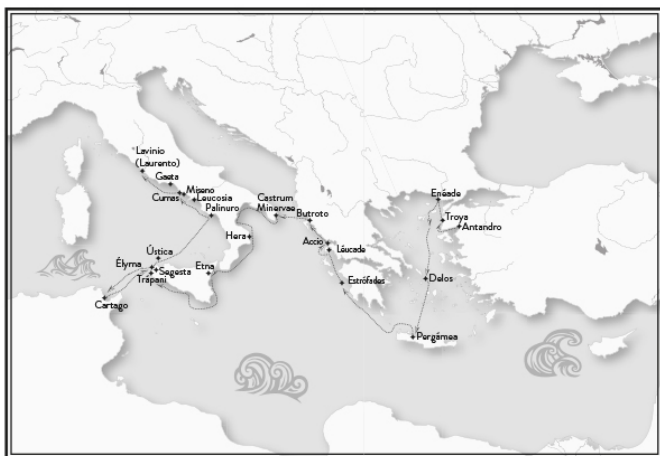 Lavinio
(Laurento)
Gaeta
Miseno
Cumas
Leucosia
Palinuro
Castrum
Minervae
Butroto
Enéade
Troya
Antandro
Hera
Accio
Léucade
Ústica
Élyma
Segesta
Trápani
Etna
Estrófades
Delos
Cartago
Pergámea